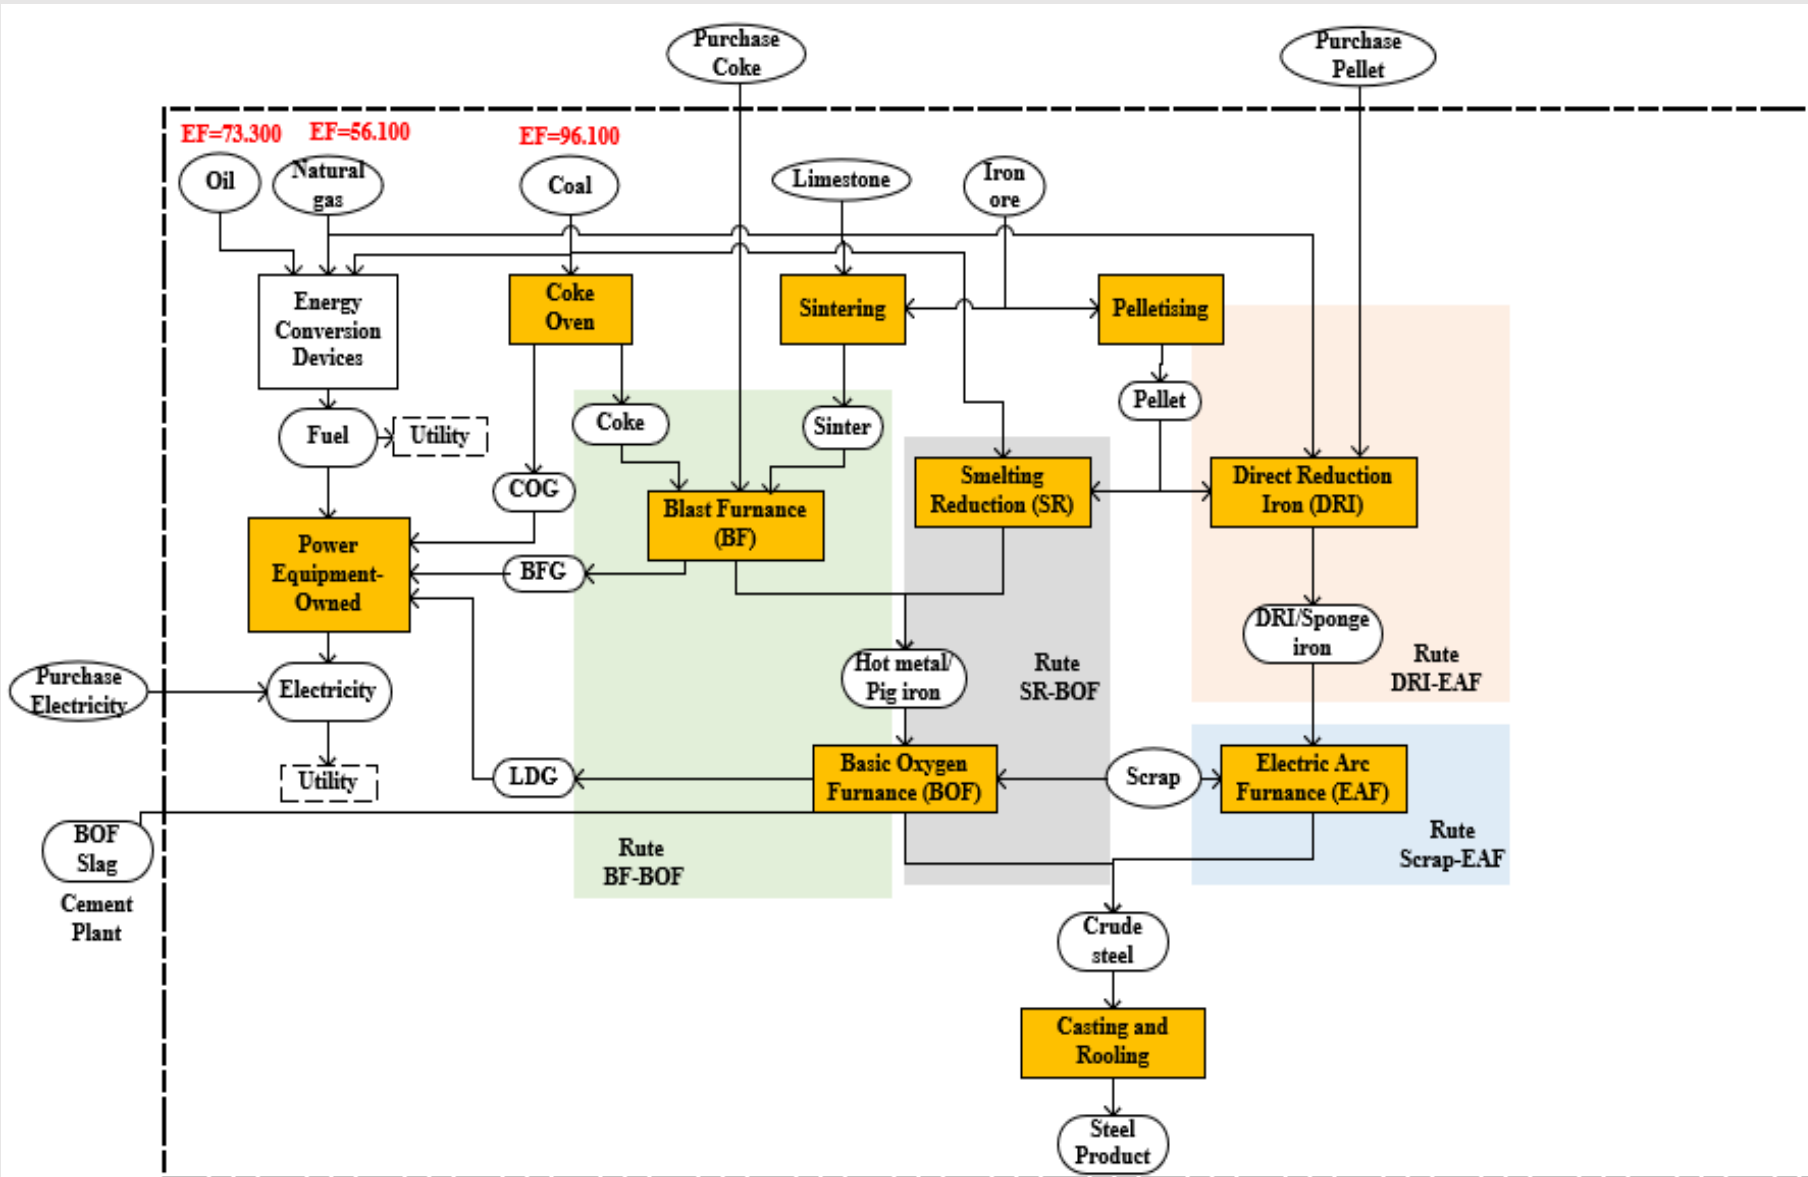 Purchase
Coke
Purchase
Pellet
EF=73.300
EF=56.100
EF=96.100
Oil
Natural
gas
Coal
Limestone
Iron
ore
Energy
Conversion
Devices
Coke
Oven
Sintering
Pelletising
Fuel
Utility
Coke
Sinter
Pellet
COG
Blast Furnance
(BF)
Smelting
Reduction (SR)
Direct Reduction
Iron (DRI)
Power
Equipment-
Owned
BFG
DRI/Sponge
iron
Rute
DRI-EAF
Hot metal/
Pig iron
Rute
SR-BOF
Purchase
Electricity
Electricity
Utility
LDG
Basic Oxygen
Furnance (BOF)
Scrap
Electric Arc
Furnance (EAF)
BOF
Slag
Cement
Plant
Rute
BF-BOF
Rute
Scrap-EAF
Crude
steel
Casting and
Rooling
Steel
Product